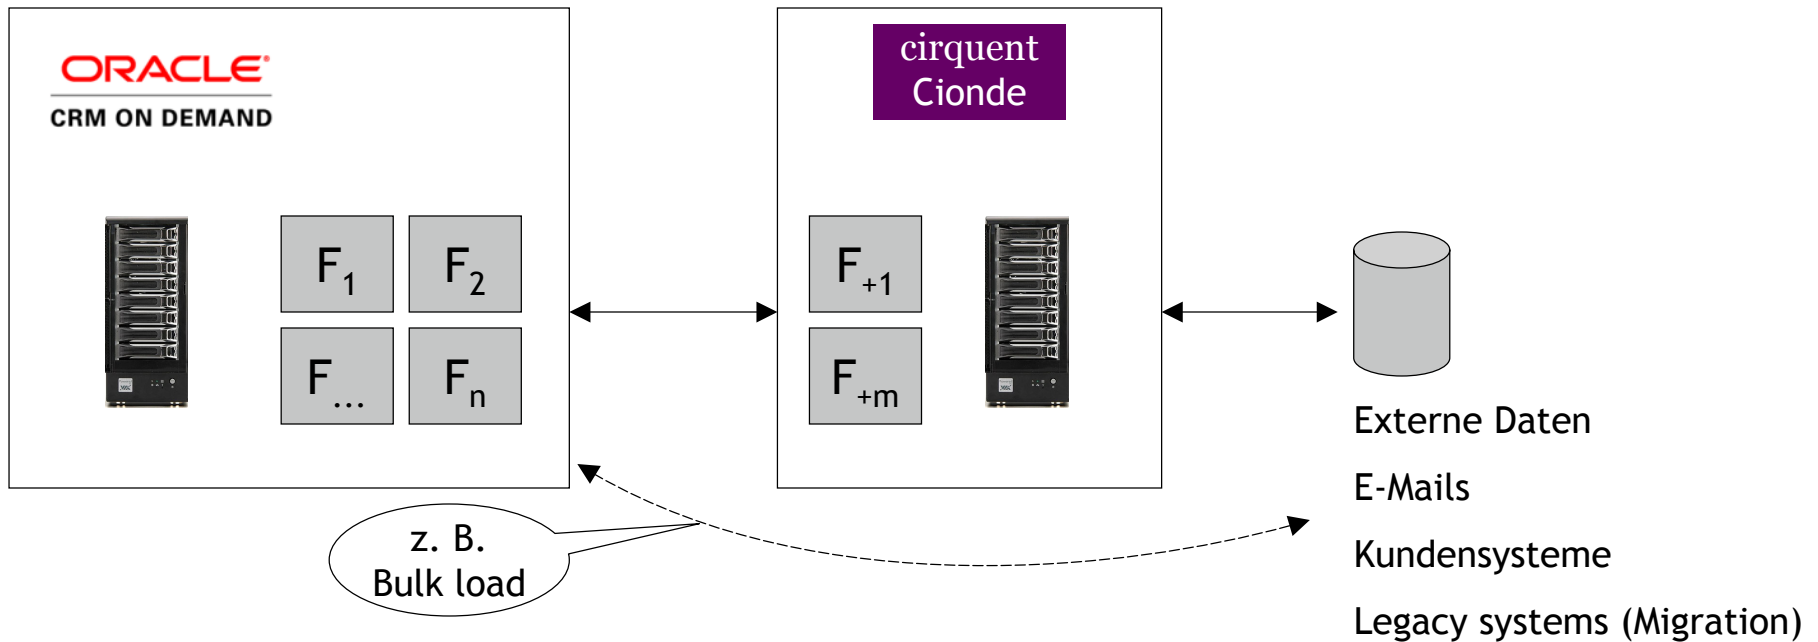 ORACLE
CRM ON DEMAND
cirquent
Cionde
F1
F2
F...
Fn
F+1
F+m
z. B.
Bulk load
Externe Daten
E-Mails
Kundensysteme
Legacy systems (Migration)